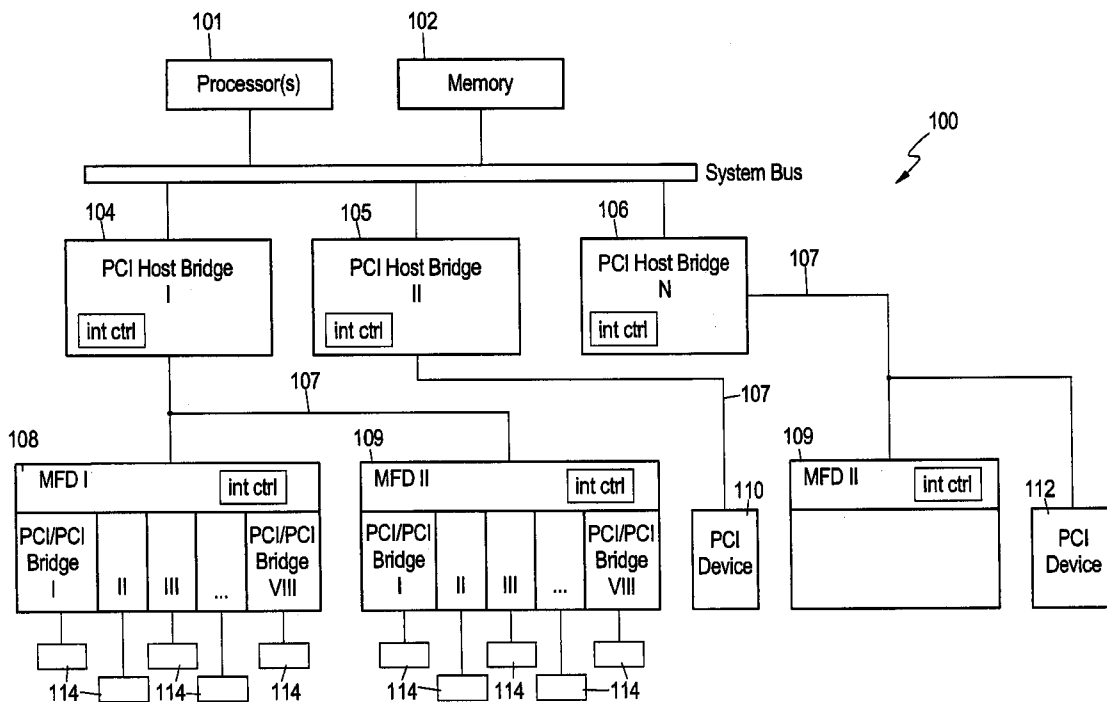 101
102
Processor(s)
Memory
100
System Bus
104
105
106
PCI Host Bridge
I
int ctrl
PCI Host Bridge
II
int ctrl
PCI Host Bridge
N
int ctrl
107
107
107
108
MFD I
int ctrl
PCI/PCI
Bridge
I
II
III
...
PCI/PCI
Bridge
VIII
109
MFD II
int ctrl
PCI/PCI
Bridge
I
II
III
...
PCI/PCI
Bridge
VIII
110
PCI
Device
109
MFD II
int ctrl
112
PCI
Device
114
114
114
114
114
114